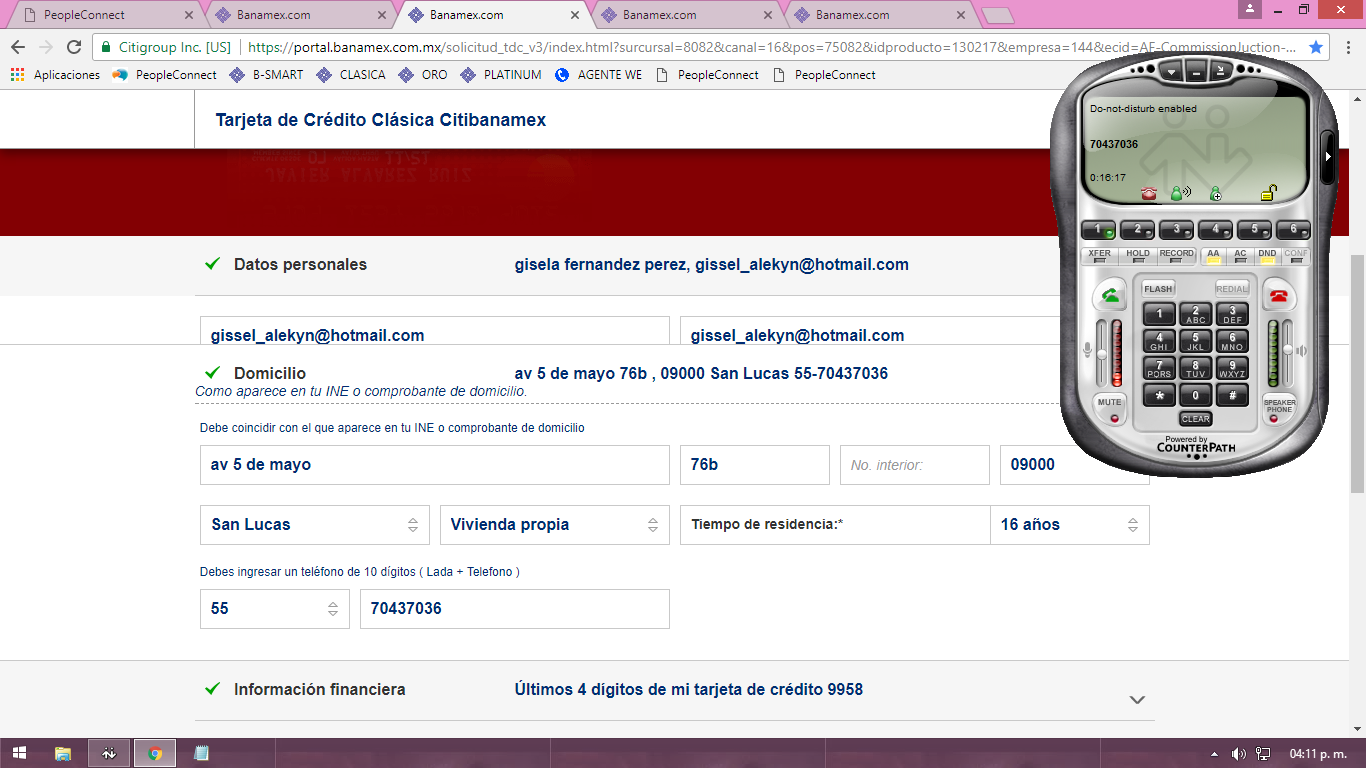 PeopleConnect
Banamex.com
Banamex.com
Banamex.com
Banamex.com
Citigroup Inc. [US]
https://portal.banamex.com.mx/solicitud_tdc_v3/index.html?surcursal=8082&canal=16&pos=75082&idproducto=130217&empresa=144&ecid=AF-CommissionJuction-...
Aplicaciones
PeopleConnect
B-SMART
CLASICA
ORO
PLATINUM
AGENTE WE
PeopleConnect
PeopleConnect
Tarjeta de Crédito Clásica Citibanamex
07 11/21
JAVIER ALVAREZ RUIZ
Datos personales
gisela fernandez perez, gissel_alekyn@hotmail.com
gissel_alekyn@hotmail.com
gissel_alekyn@hotmail.com
Domicilio
av 5 de mayo 76b , 09000 San Lucas 55-70437036
Como aparece en tu INE o comprobante de domicilio.
Debe coincidir con el que aparece en tu INE o comprobante de domicilio
av 5 de mayo
76b
No. interior:
09000
San Lucas
Vivienda propia
Tiempo de residencia:*
16 años
Debes ingresar un teléfono de 10 dígitos ( Lada + Telefono )
55
70437036
Información financiera
Últimos 4 dígitos de mi tarjeta de crédito 9958
Do-not-disturb enabled
70437036
0:16:17
1 2 3 4 5 6
XFER HOLD RECORD AA AC DND CONF
FLASH REDIAL
1 2 ABC 3 DEF
4 GHI 5 JKL 6 MNO
7 PQRS 8 TUV 9 WXYZ
* 0 #
MUTE
SPEAKER PHONE
CLEAR
Powered by
COUNTERPATH
04:11 p. m.